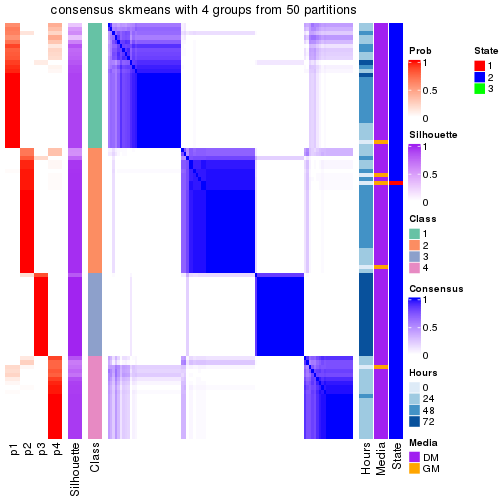 consensus skmeans with 4 groups from 50 partitions
Prob
1
0.5
0
State
1
2
3
Silhouette
1
0.5
0
Class
1
2
3
4
Consensus
1
0.5
0
Hours
0
24
48
72
Media
DM
GM
p1
p2
p3
p4
Silhouette
Class
Hours
Media
State